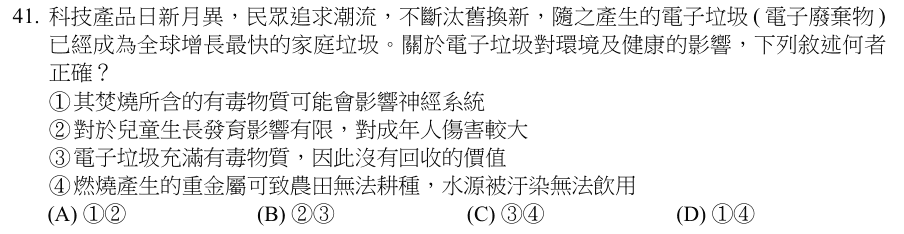 41. 科技產品日新月異，民眾追求潮流，不斷汰舊換新，隨之產生的電子垃圾(電子廢棄物)
已經成為全球增長最快的家庭垃圾。關於電子垃圾對環境及健康的影響，下列敘述何者
正確？
①其焚燒所含的有毒物質可能會影響神經系統
②對於兒童生長發育影響有限，對成年人傷害較大
③電子垃圾充滿有毒物質，因此沒有回收的價值
④燃燒產生的重金屬可致農田無法耕種，水源被汙染無法飲用
(A) ①② (B) ②③ (C) ③④ (D) ①④